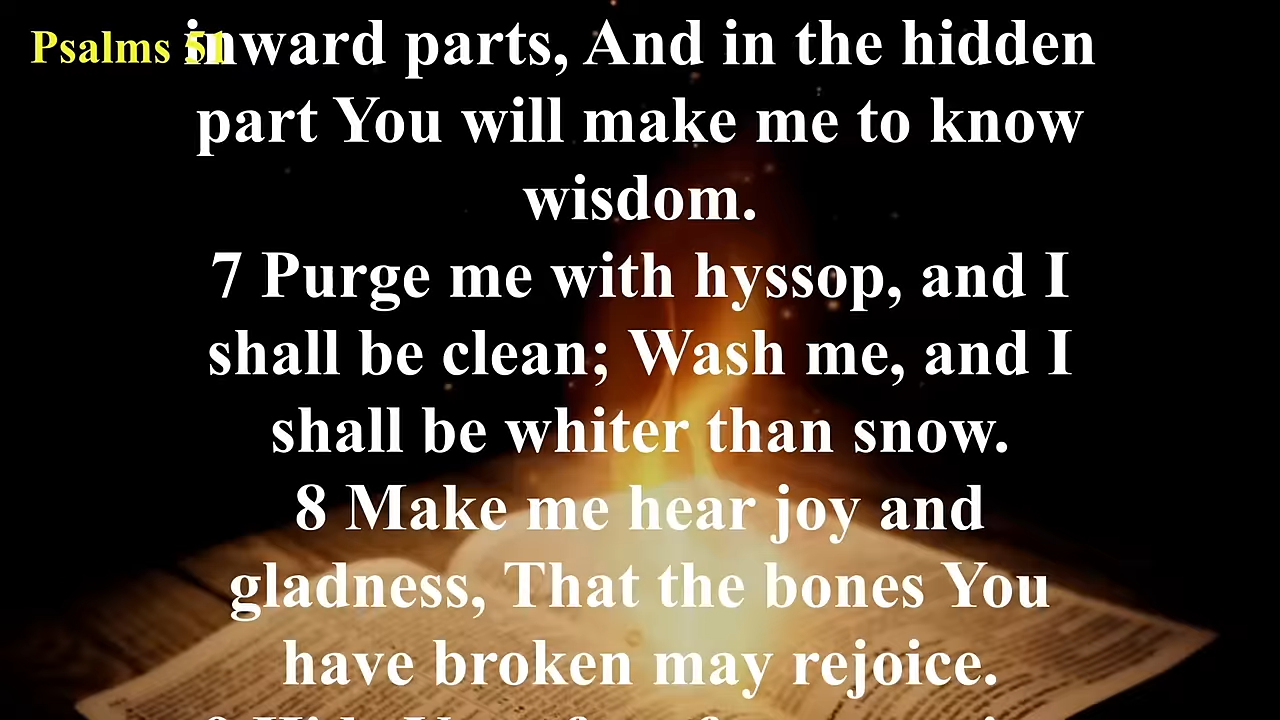 Psalms 51
inward parts, And in the hidden
part You will make me to know
wisdom.
7 Purge me with hyssop, and I
shall be clean; Wash me, and I
shall be whiter than snow.
8 Make me hear joy and
gladness, That the bones You
have broken may rejoice.